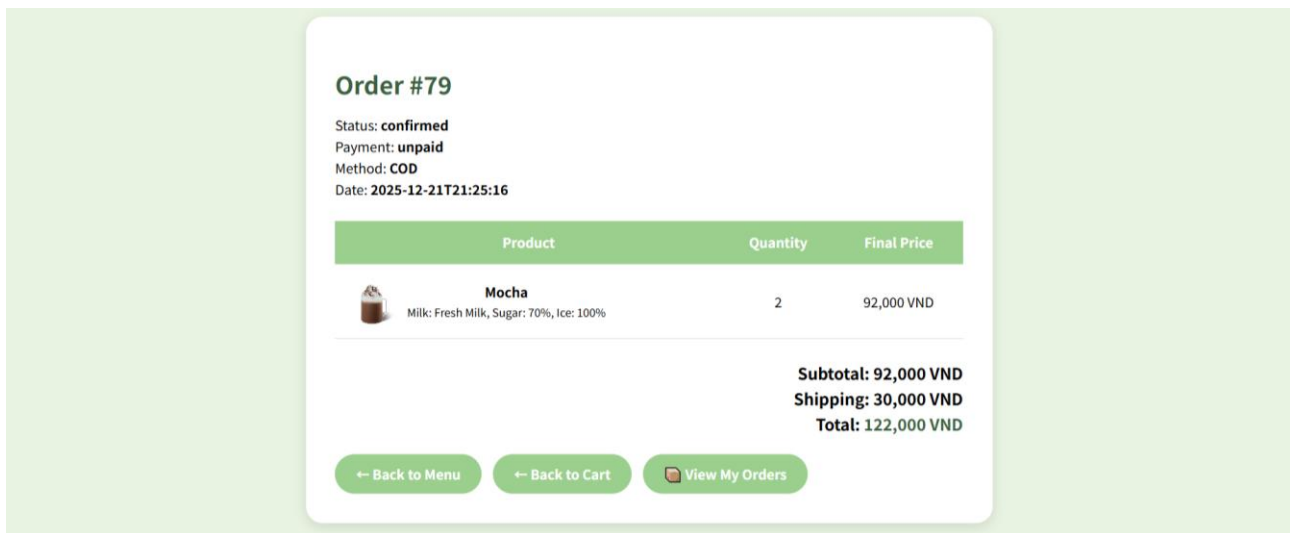 Order #79
Status: confirmed
Payment: unpaid
Method: COD
Date: 2025-12-21T21:25:16
Product Quantity Final Price
Mocha
Milk: Fresh Milk, Sugar: 70%, Ice: 100%
2 92,000 VND
Subtotal: 92,000 VND
Shipping: 30,000 VND
Total: 122,000 VND
← Back to Menu ← Back to Cart View My Orders